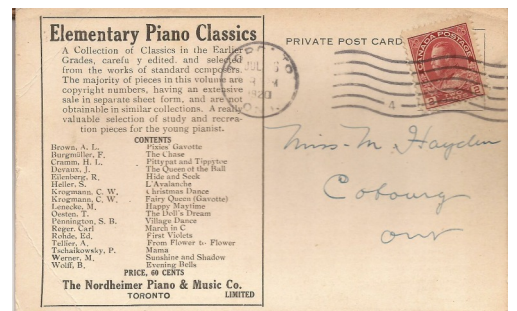 Elementary Piano Classics
A Collection of Classics in the Earlier
Grades, carefu y edited and selected
from the works of standard composers.
The majority of pieces in this volume are
copyright numbers, having an extensive
sale in separate sheet form, and are not
obtainable in similar collections. A really
valuable selection of study and recrea-
tion pieces for the young pianist.
CONTENTS
Brown, A. L. Pixies' Gavotte
Burgmüller, F. The Chase
Cramm, H. L. Pittypat and Tippytoe
Devaux, J. The Queen of the Ball
Eilenberg, R. Hide and Seek
Heller, S. L'Avalanche
Krogmann, C. W. Christmas Dance
Krogmann, C. W. Fairy Queen (Gavotte)
Lenecke, M. Happy Maytime
Oesten, T. The Doll's Dream
Pennington, S. B. Village Dance
Reger, Carl March in C
Rohde, Ed. First Violets
Tellier, A. From Flower to Flower
Tschaikowsky, P. Mama
Werner, M. Sunshine and Shadow
Wolff, B. Evening Bells
PRICE, 60 CENTS
The Nordheimer Piano & Music Co.
TORONTO LIMITED
PRIVATE POST CARD
CANADA POSTAGE
Miss M. Hayden
Cobourg
Ont